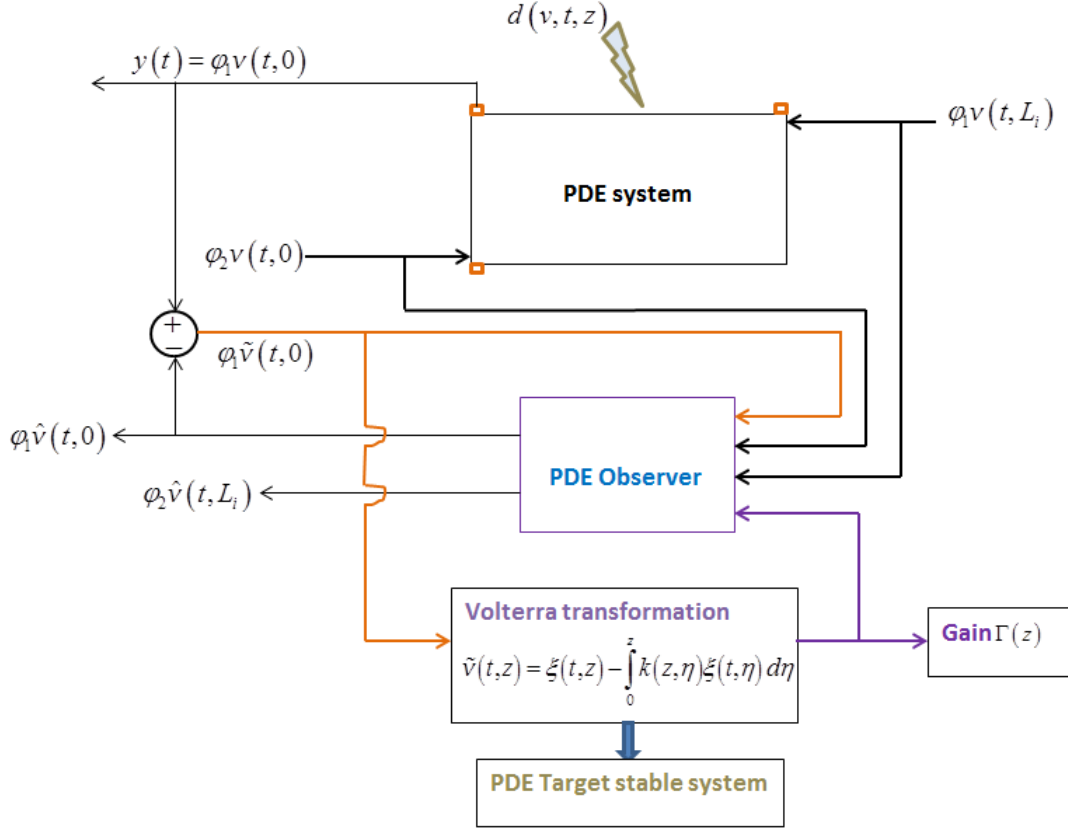 d(v,t,z)
y(t) = φ₁v(t,0)
φ₁v(t,Lᵢ)
PDE system
φ₂v(t,0)
+
−
φ₁ṽ(t,0)
φ₁v̂(t,0)
PDE Observer
φ₂v̂(t,Lᵢ)
Volterra transformation
ṽ(t,z) = ξ(t,z) − ∫₀ᶻ k(z,η)ξ(t,η) dη
Gain Γ(z)
PDE Target stable system